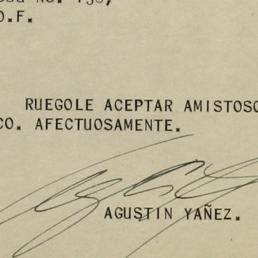 D.F.
RUEGOLE ACEPTAR AMISTOSO
CO. AFECTUOSAMENTE.
AGUSTIN YAÑEZ.